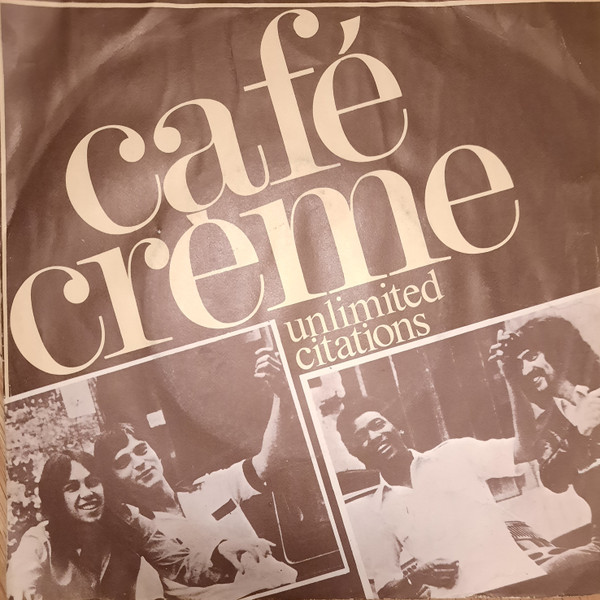 café
crème
unlimited
citations